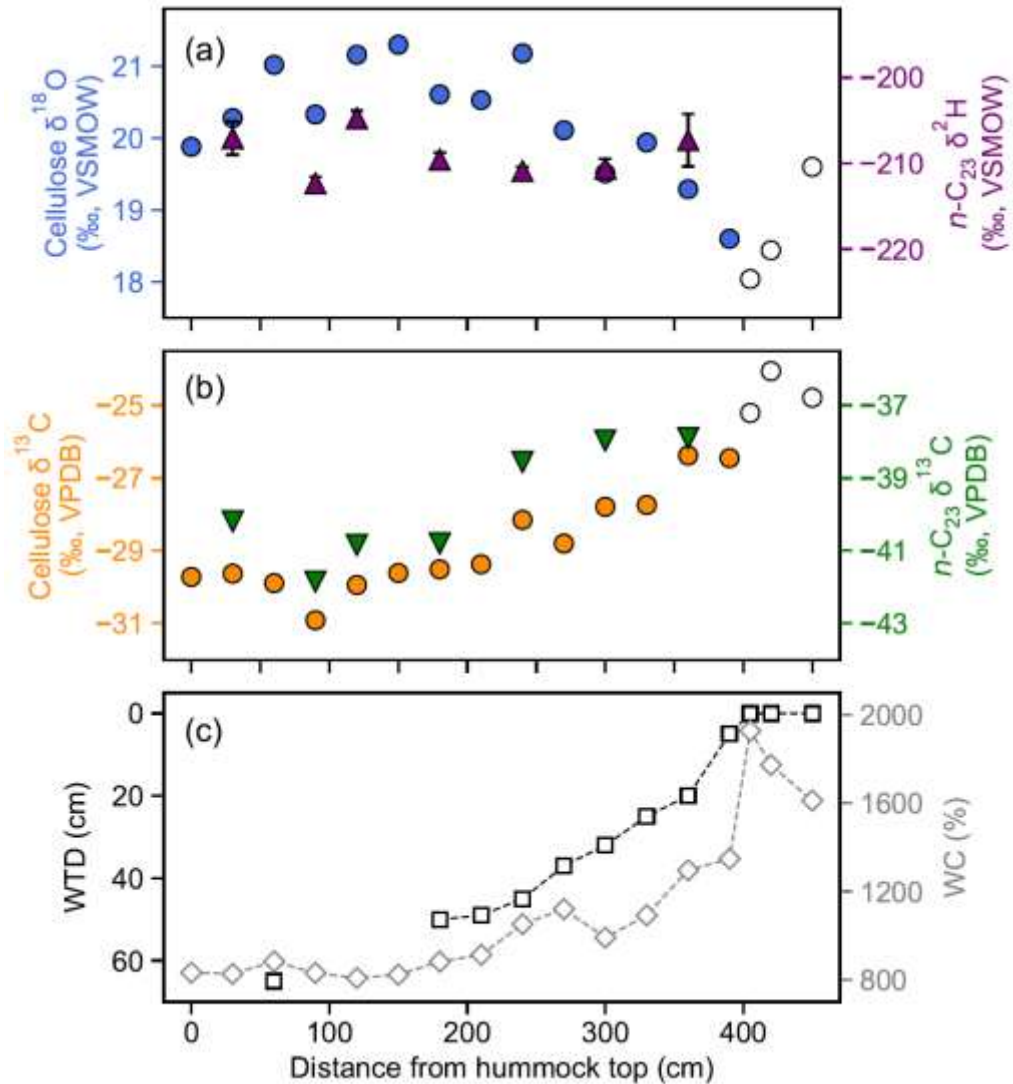 (a)
Cellulose δ¹⁸O
(‰, VSMOW)
21
20
19
18
−200
−210
−220
n-C₂₃ δ²H
(‰, VSMOW)
(b)
Cellulose δ¹³C
(‰, VPDB)
−25
−27
−29
−31
−37
−39
−41
−43
n-C₂₃ δ¹³C
(‰, VPDB)
(c)
WTD (cm)
0
20
40
60
2000
1600
1200
800
WC (%)
0
100
200
300
400
Distance from hummock top (cm)